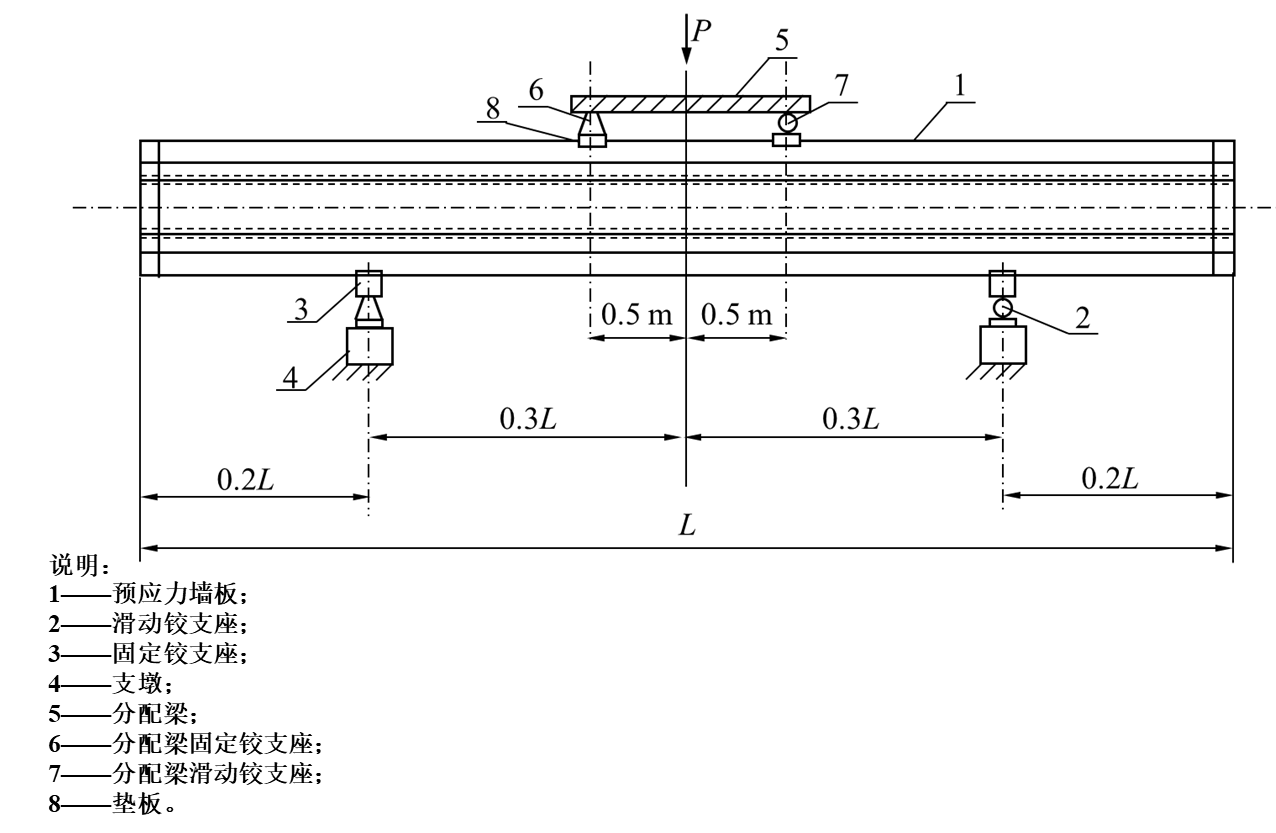 P
5
6
7
1
8
0.5 m
0.5 m
3
2
4
0.3L
0.3L
0.2L
0.2L
L
说明：
1——预应力墙板；
2——滑动铰支座；
3——固定铰支座；
4——支墩；
5——分配梁；
6——分配梁固定铰支座；
7——分配梁滑动铰支座；
8——垫板。